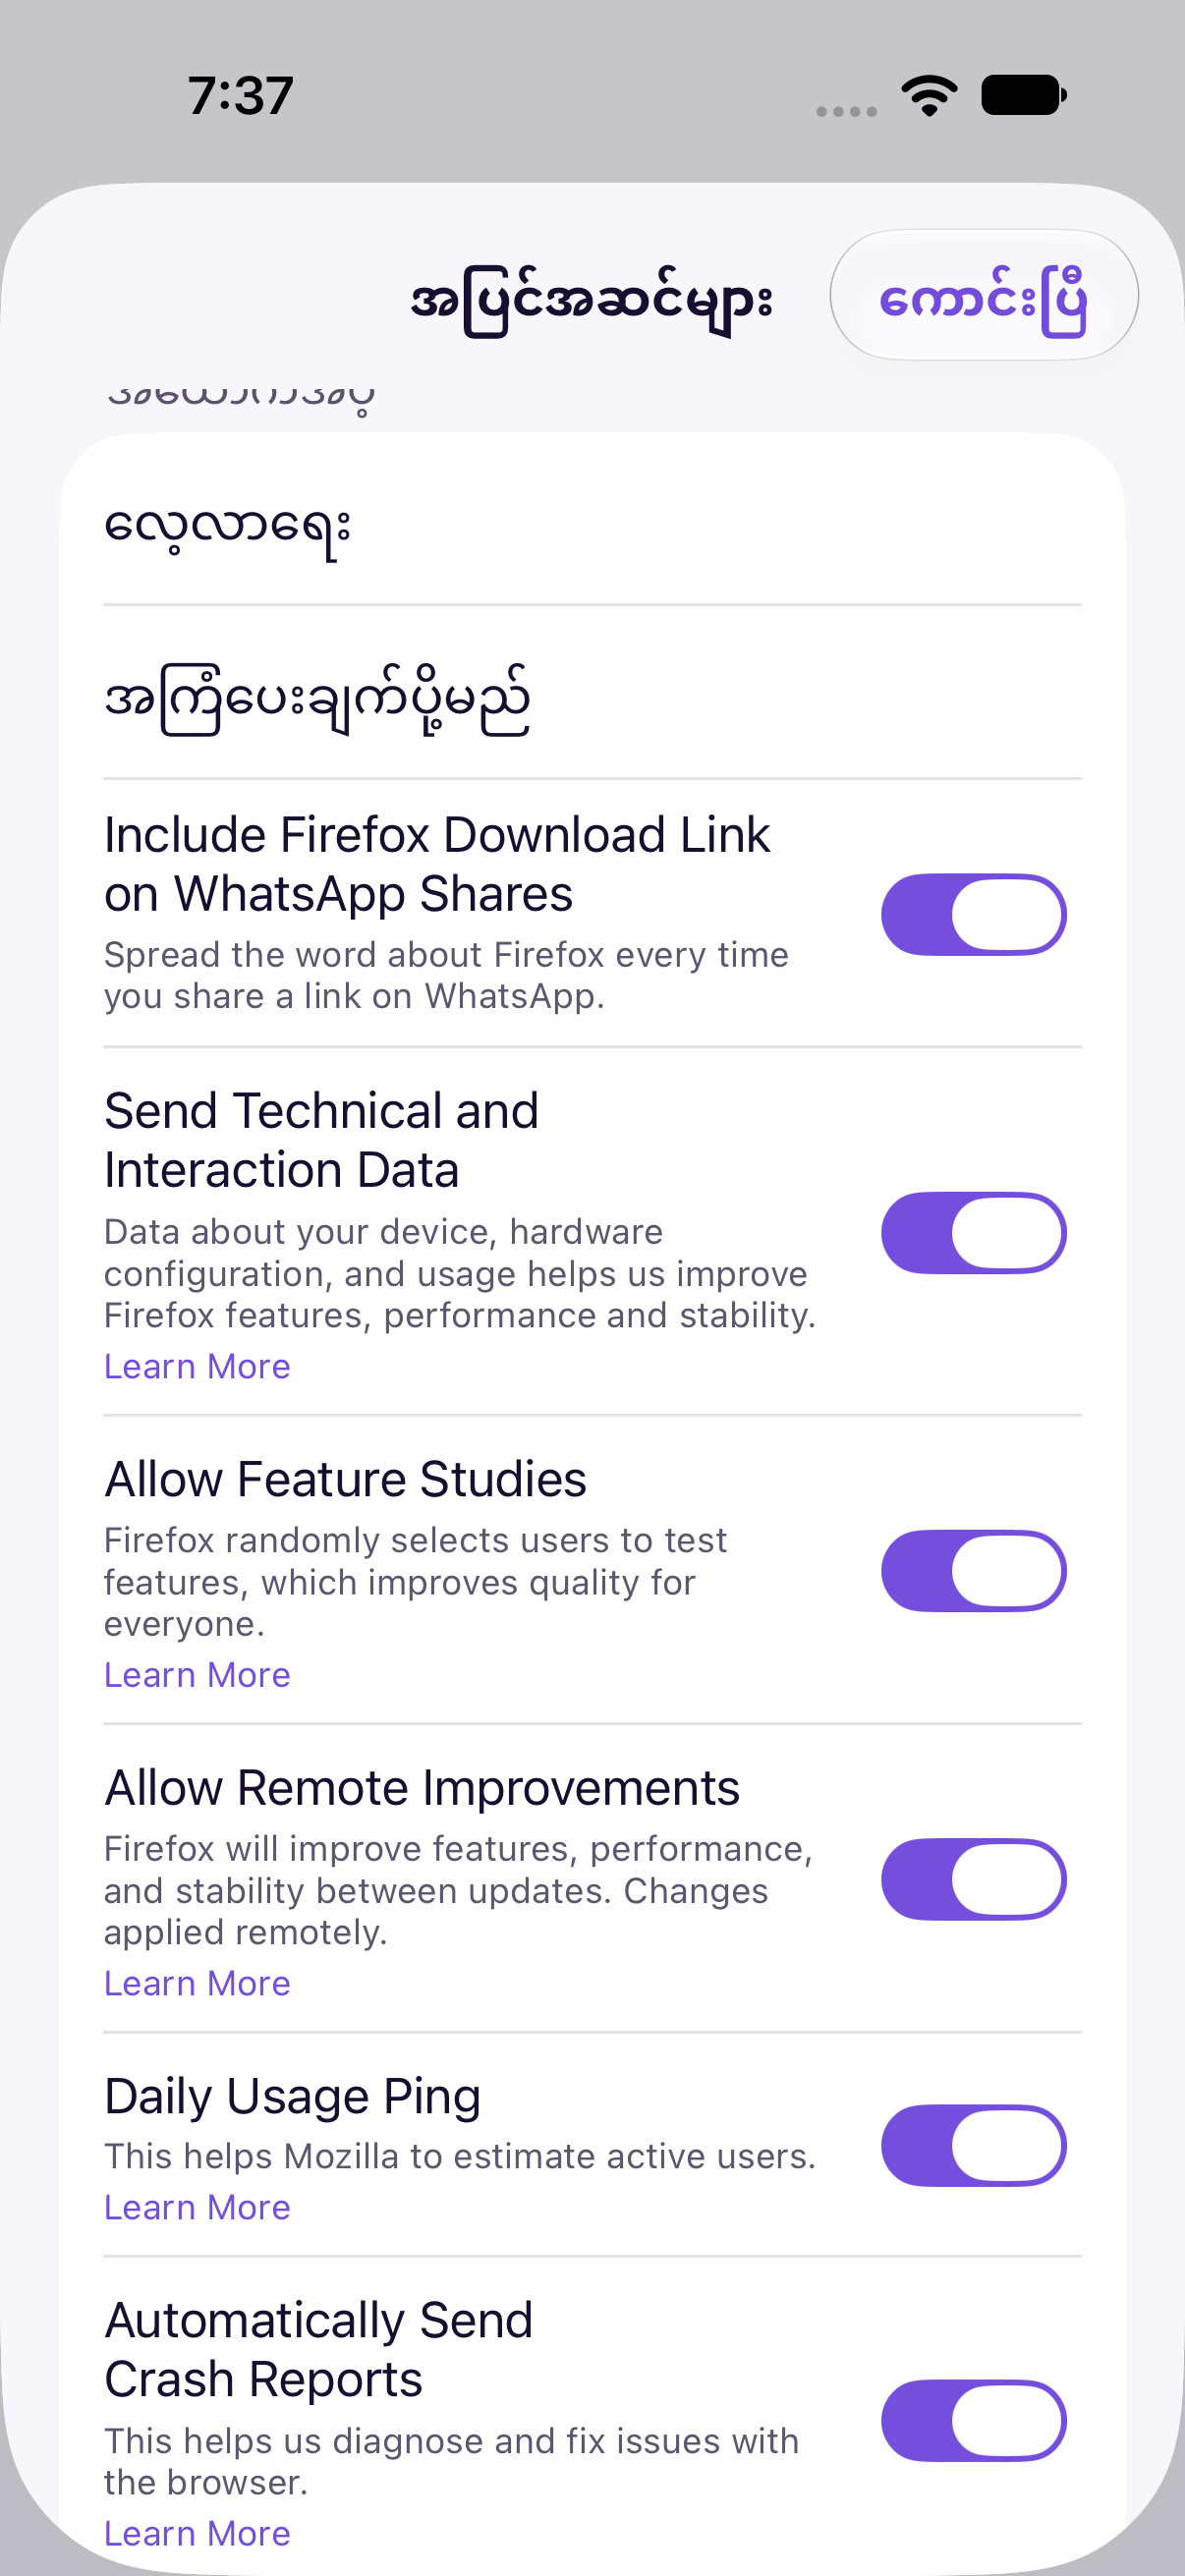 7:37
အပြင်အဆင်များ
ကောင်းပြီ
လေ့လာရေး
အကြံပေးချက်ပို့မည်
Include Firefox Download Link
on WhatsApp Shares
Spread the word about Firefox every time
you share a link on WhatsApp.
Send Technical and
Interaction Data
Data about your device, hardware
configuration, and usage helps us improve
Firefox features, performance and stability.
Learn More
Allow Feature Studies
Firefox randomly selects users to test
features, which improves quality for
everyone.
Learn More
Allow Remote Improvements
Firefox will improve features, performance,
and stability between updates. Changes
applied remotely.
Learn More
Daily Usage Ping
This helps Mozilla to estimate active users.
Learn More
Automatically Send
Crash Reports
This helps us diagnose and fix issues with
the browser.
Learn More